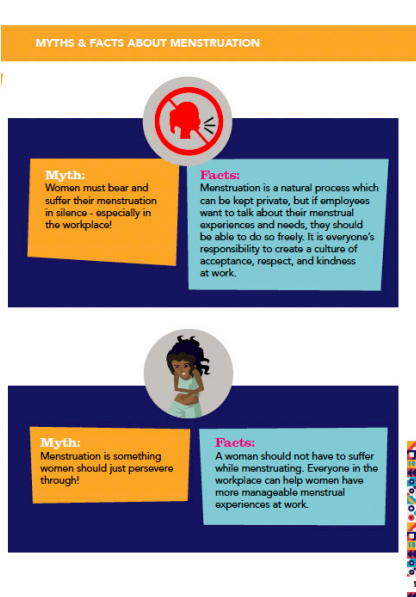 MYTHS & FACTS ABOUT MENSTRUATION
Myth:
Women must bear and
suffer their menstruation
in silence - especially in
the workplace!
Facts:
Menstruation is a natural process which
can be kept private, but if employees
want to talk about their menstrual
experiences and needs, they should
be able to do so freely. It is everyone's
responsibility to create a culture of
acceptance, respect, and kindness
at work.
Myth:
Menstruation is something
women should just persevere
through!
Facts:
A woman should not have to suffer
while menstruating. Everyone in the
workplace can help women have
more manageable menstrual
experiences at work.